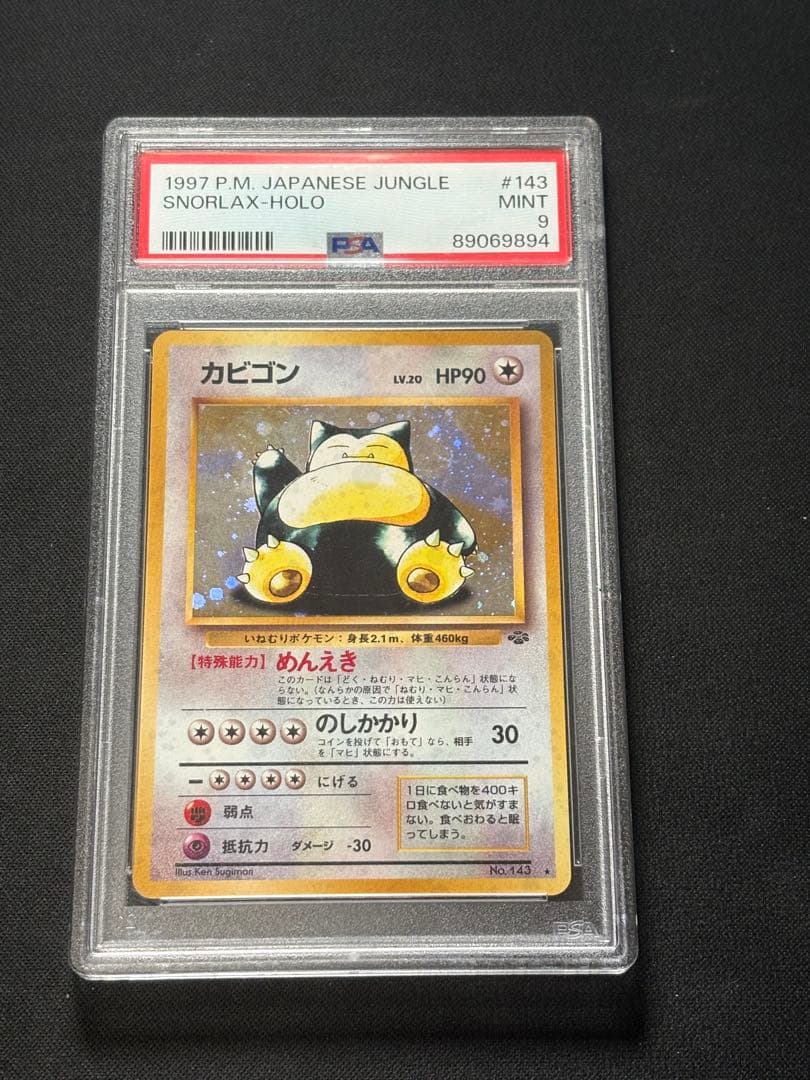 1997 P.M. JAPANESE JUNGLE #143
SNORLAX-HOLO MINT
9
PSA 89069894
カビゴン LV.20 HP90
いねむりポケモン：身長2.1m、体重460kg
【特殊能力】めんえき
このカードは「どく・ねむり・マヒ・こんらん」状態にな
らない。（なんらかの原因で「ねむり・マヒ・こんらん」状
態になっているとき、この力は使えない）
のしかかり 30
コインを投げて「おもて」なら、相手
を「マヒ」状態にする。
にげる
弱点
抵抗力 ダメージ -30
1日に食べ物を400キ
ロ食べないと気がすま
ない。食べおわると眠
ってしまう。
Illus. Ken Sugimori No. 143 ★
PSA